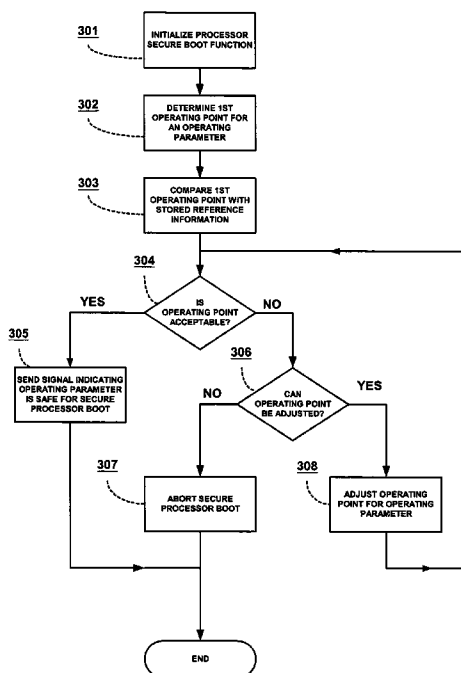 301
INITIALIZE PROCESSOR
SECURE BOOT FUNCTION
302
DETERMINE 1ST
OPERATING POINT FOR
AN OPERATING
PARAMETER
303
COMPARE 1ST
OPERATING POINT WITH
STORED REFERENCE
INFORMATION
304
IS
OPERATING POINT
ACCEPTABLE?
YES
NO
305
SEND SIGNAL INDICATING
OPERATING PARAMETER
IS SAFE FOR SECURE
PROCESSOR BOOT
306
CAN
OPERATING POINT
BE ADJUSTED?
NO
YES
307
ABORT SECURE
PROCESSOR BOOT
308
ADJUST OPERATING
POINT FOR OPERATING
PARAMETER
END